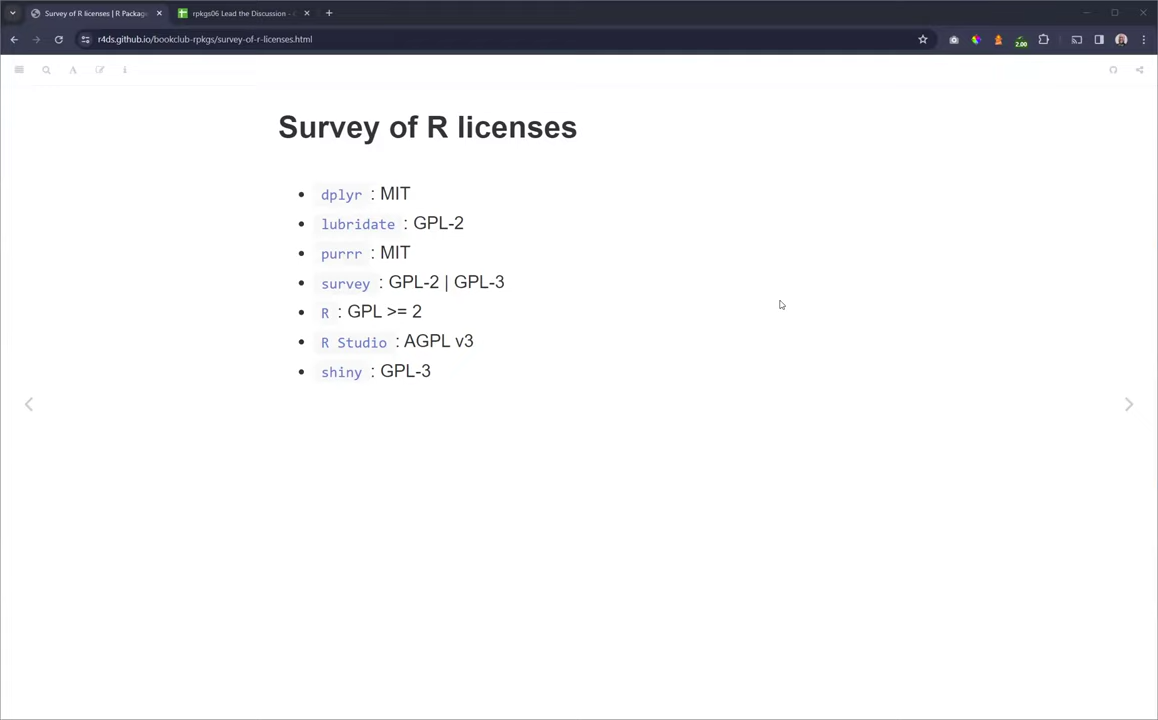 Survey of R licenses | R Packag
rpkgs06 Lead the Discussion -
r4ds.github.io/bookclub-rpkgs/survey-of-r-licenses.html
2.00
A
Survey of R licenses
• dplyr : MIT
• lubridate : GPL-2
• purrr : MIT
• survey : GPL-2 | GPL-3
• R : GPL >= 2
• R Studio : AGPL v3
• shiny : GPL-3